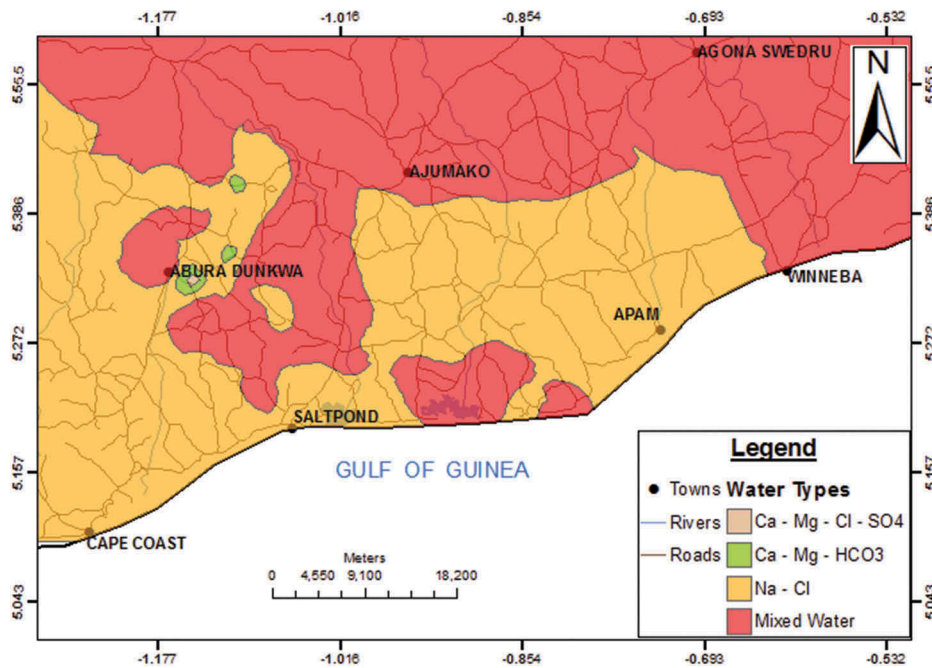 -1.177 -1.016 -0.854 -0.693 -0.532
AGONA SWEDRU
N
5.555 5.555
AJUMAKO
5.386 5.386
ABURA DUNKWA
WINNEBA
APAM
5.272 5.272
SALTPOND
GULF OF GUINEA
5.157 5.157
CAPE COAST
Meters
0 4,550 9,100 18,200
5.043 5.043
Legend
Towns Water Types
Rivers Ca - Mg - Cl - SO4
Roads Ca - Mg - HCO3
Na - Cl
Mixed Water
-1.177 -1.016 -0.854 -0.693 -0.532